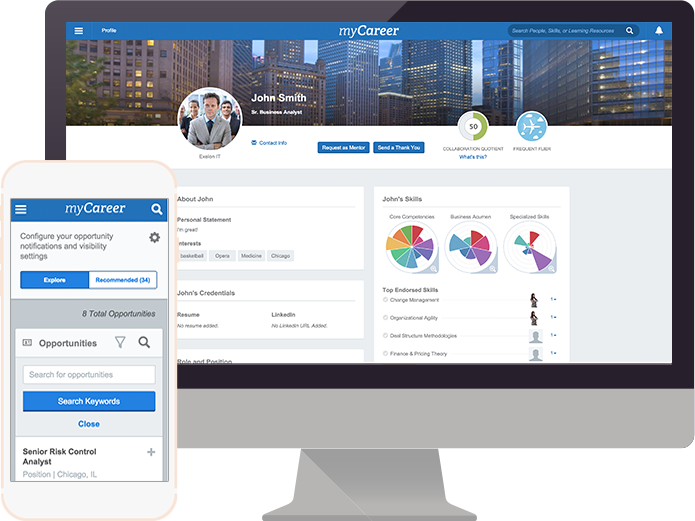 Profile
myCareer
Search People, Skills, or Learning Resources
John Smith
Sr. Business Analyst
Exelon IT
Contact Info
Request as Mentor
Send a Thank You
50
COLLABORATION QUOTIENT
What's this?
FREQUENT FLIER
About John
Personal Statement
I'm great!
Interests
basketball
Opera
Medicine
Chicago
John's Credentials
Resume
LinkedIn
No resume added.
No LinkedIn URL Added.
Role and Position
John's Skills
Core Competencies
Business Acumen
Specialized Skills
Top Endorsed Skills
Change Management
1
Organizational Agility
1
Deal Structure Methodologies
1
Finance & Pricing Theory
1
myCareer
Configure your opportunity
notifications and visibility
settings
Explore
Recommended (34)
8 Total Opportunities
Opportunities
Search for opportunities
Search Keywords
Close
Senior Risk Control
Analyst
Position | Chicago, IL